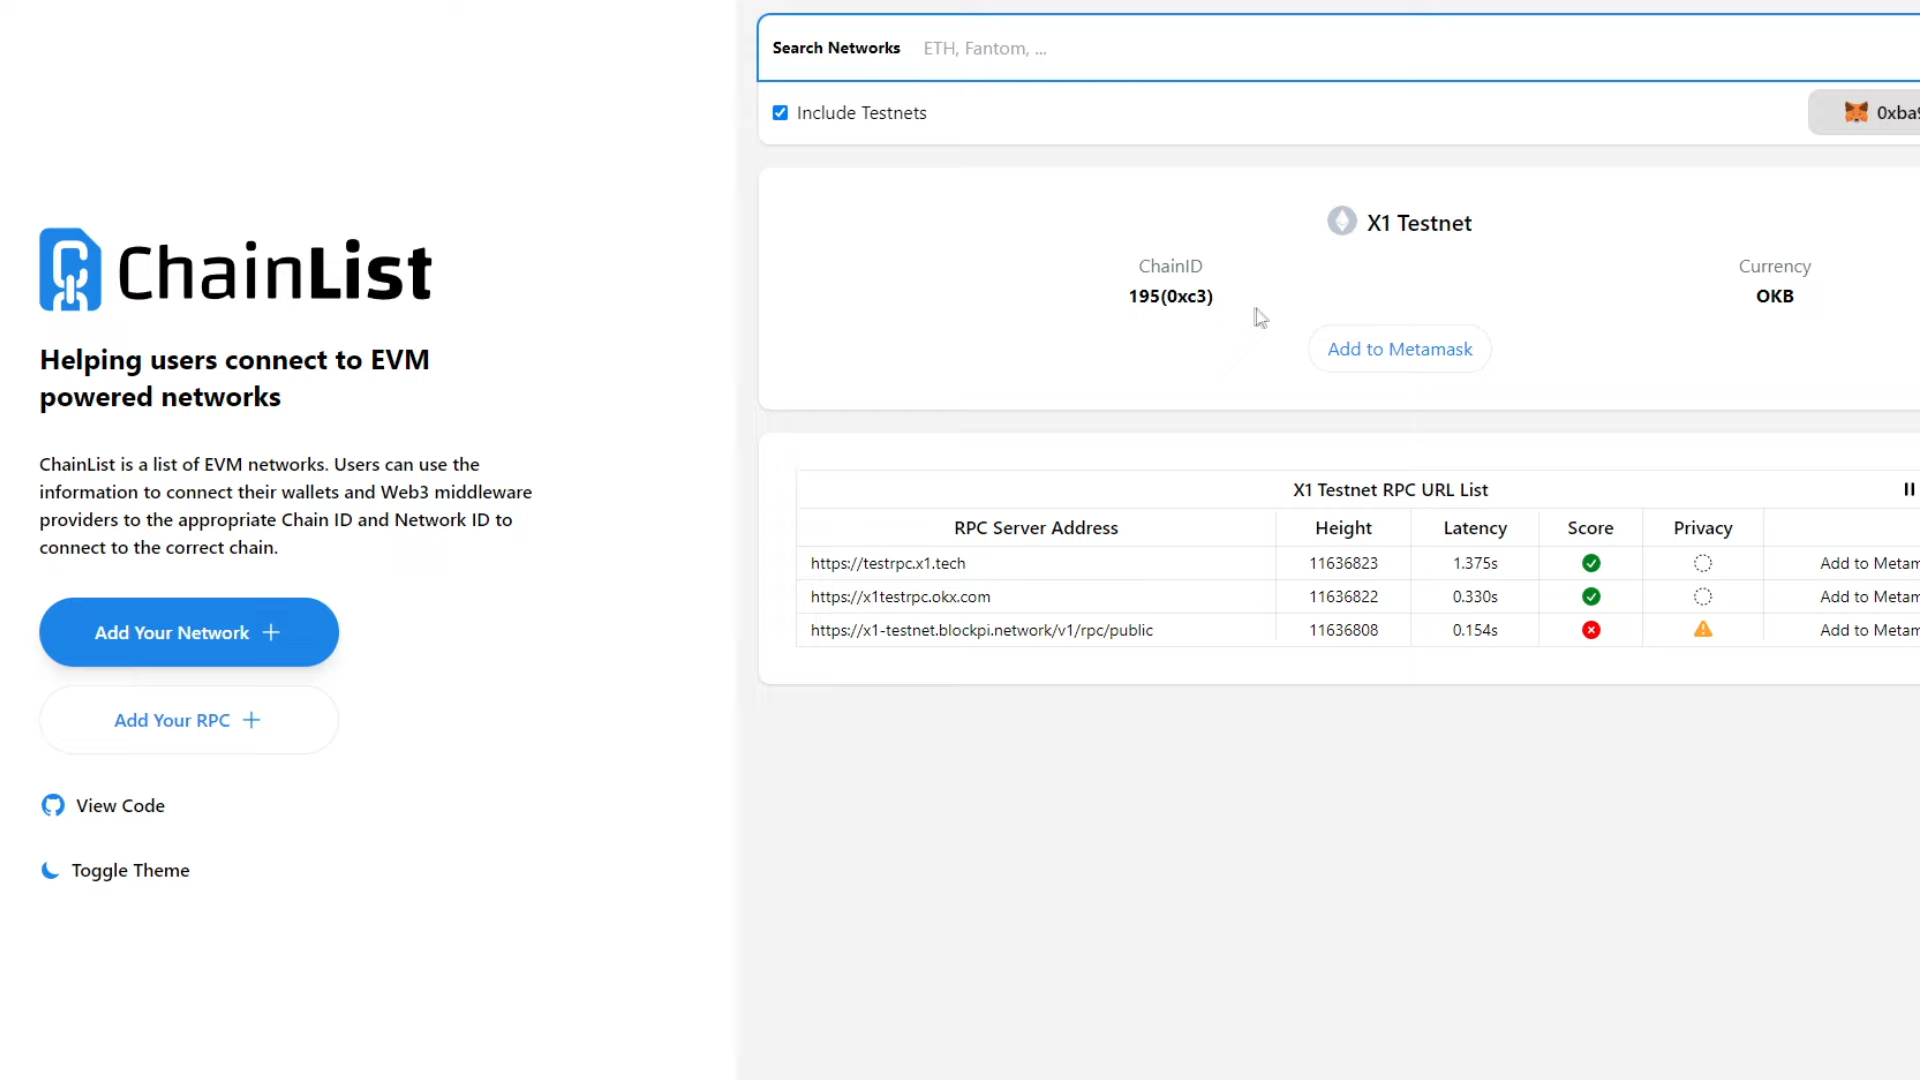 ChainList
Helping users connect to EVM
powered networks
ChainList is a list of EVM networks. Users can use the
information to connect their wallets and Web3 middleware
providers to the appropriate Chain ID and Network ID to
connect to the correct chain.
Add Your Network
Add Your RPC
View Code
Toggle Theme
Search Networks ETH, Fantom, ...
Include Testnets
0xba9
X1 Testnet
ChainID
195(0xc3)
Currency
OKB
Add to Metamask
X1 Testnet RPC URL List
RPC Server Address Height Latency Score Privacy
https://testrpc.x1.tech 11636823 1.375s Add to Metam
https://x1testrpc.okx.com 11636822 0.330s Add to Metam
https://x1-testnet.blockpi.network/v1/rpc/public 11636808 0.154s Add to Metam